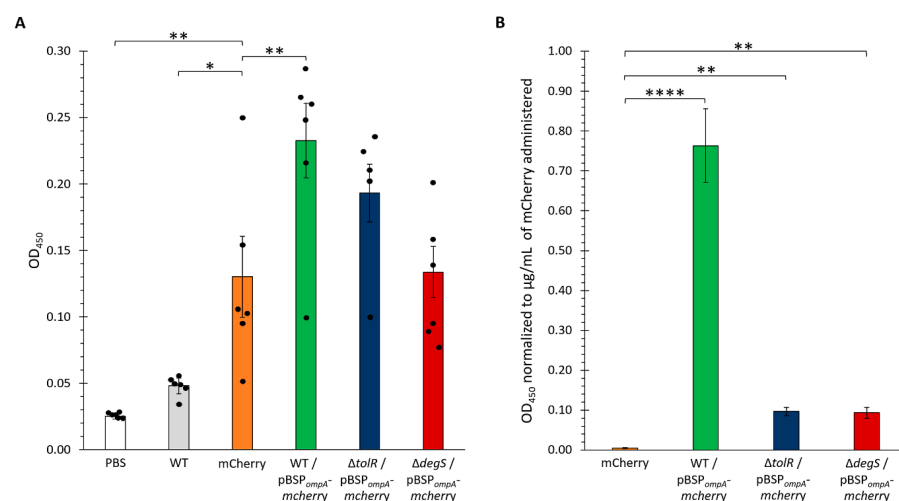 A
B
**
**
*
**
**
****
OD450
0.30
0.25
0.20
0.15
0.10
0.05
0.00
PBS
WT
mCherry
WT /
pBSPompA-
mcherry
ΔtolR /
pBSPompA-
mcherry
ΔdegS /
pBSPompA-
mcherry
OD450 normalized to µg/mL of mCherry administered
1.00
0.90
0.80
0.70
0.60
0.50
0.40
0.30
0.20
0.10
0.00
mCherry
WT /
pBSPompA-
mcherry
ΔtolR /
pBSPompA-
mcherry
ΔdegS /
pBSPompA-
mcherry